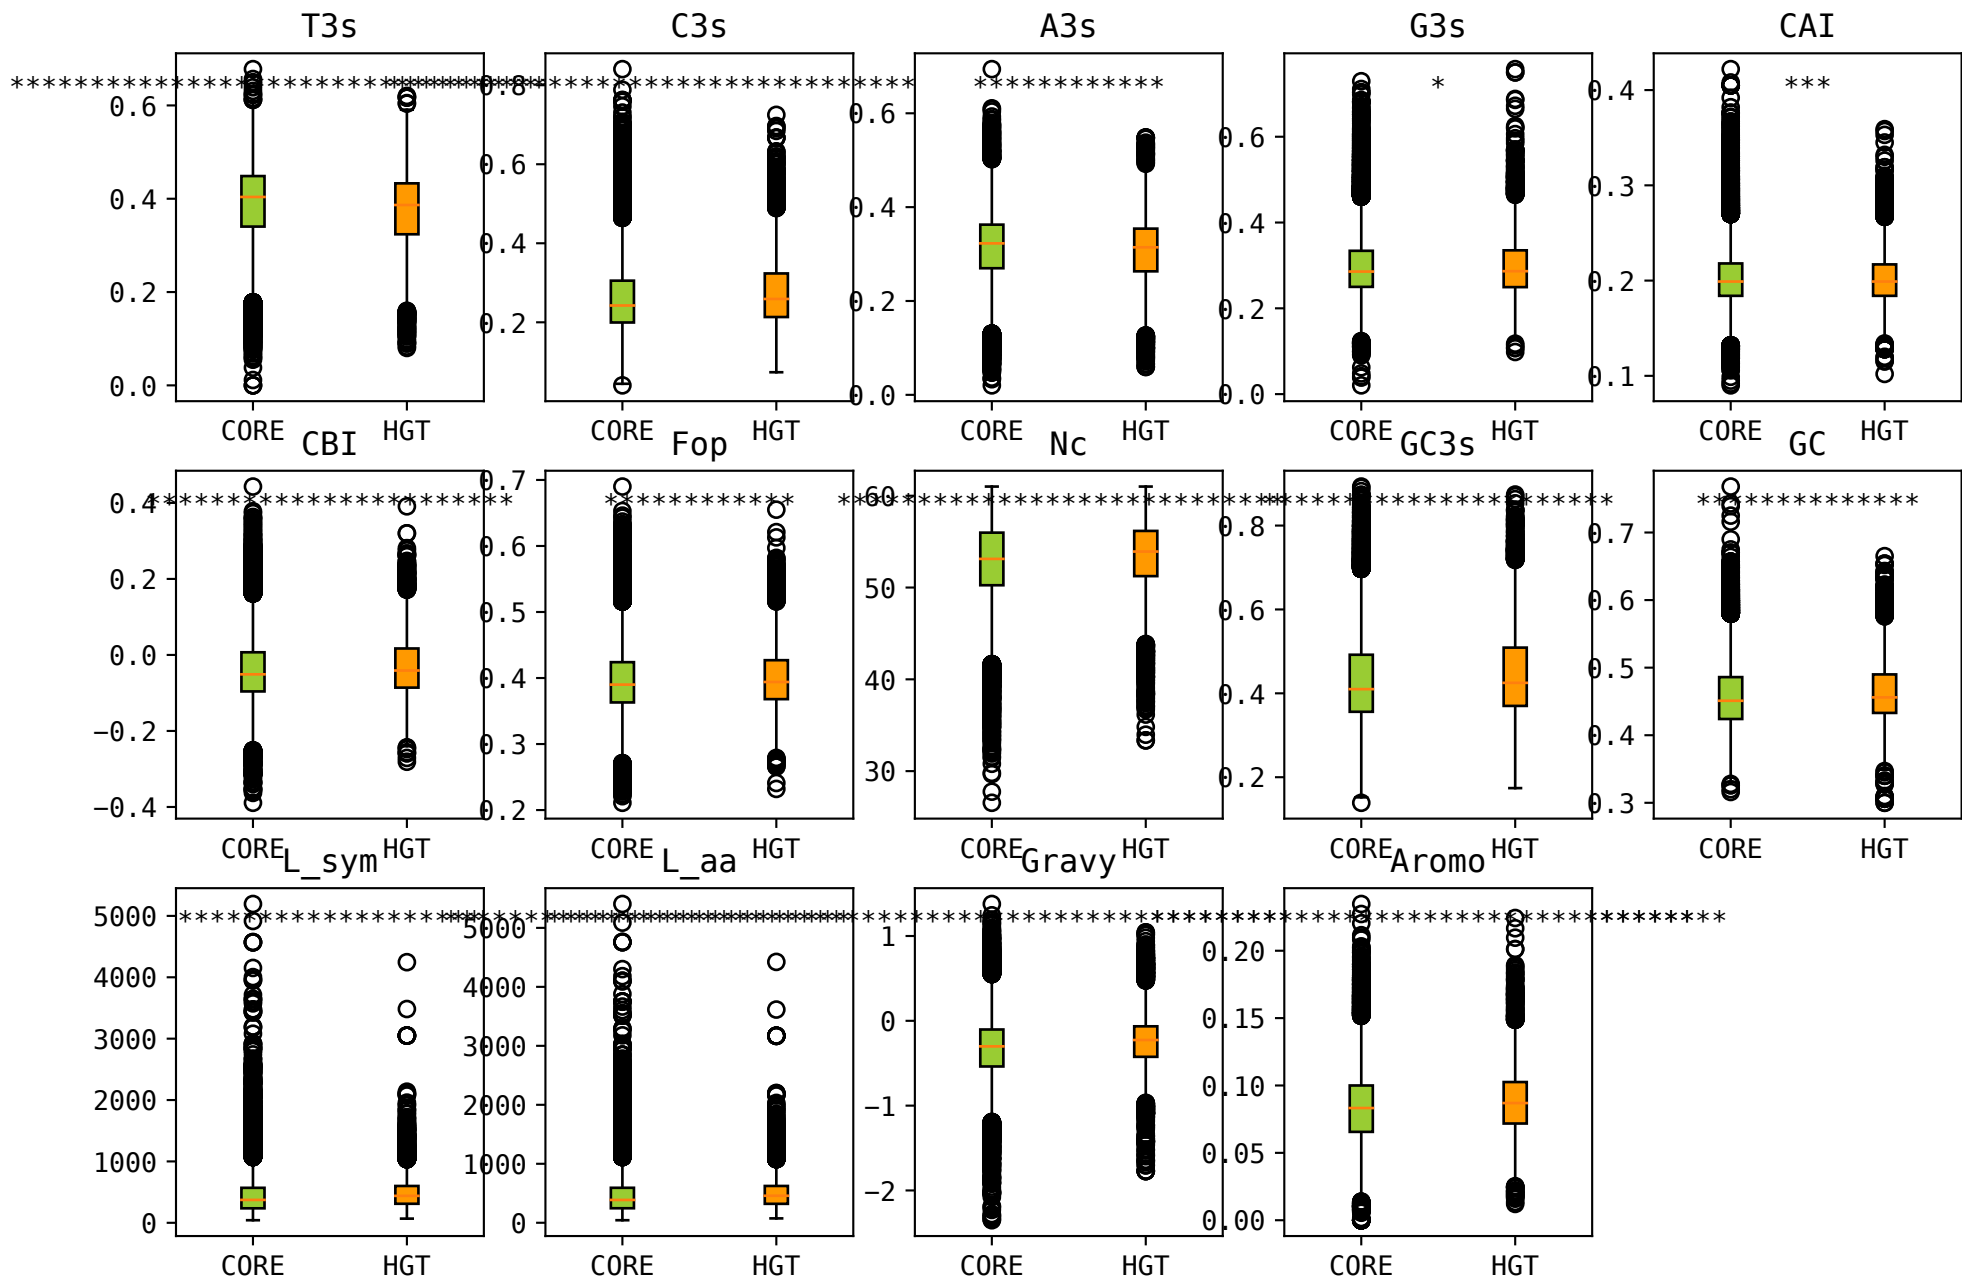 T3s
C3s
A3s
G3s
CAI
***********
*
***
0.6
0.4
0.2
0.0
0.8
0.6
0.4
0.2
0.6
0.4
0.2
0.0
0.6
0.4
0.2
0.0
0.4
0.3
0.2
0.1
CORE HGT
CORE HGT
CORE HGT
CORE HGT
CORE HGT
CBI
Fop
Nc
GC3s
GC
0.4
0.2
0.0
−0.2
−0.4
0.7
0.6
0.5
0.4
0.3
0.2
60
50
40
30
0.8
0.6
0.4
0.2
0.7
0.6
0.5
0.4
0.3
CORE HGT
CORE HGT
CORE HGT
CORE HGT
CORE HGT
L_sym
L_aa
Gravy
Aromo
5000
4000
3000
2000
1000
0
5000
4000
3000
2000
1000
0
1
0
−1
−2
0.20
0.15
0.10
0.05
0.00
CORE HGT
CORE HGT
CORE HGT
CORE HGT